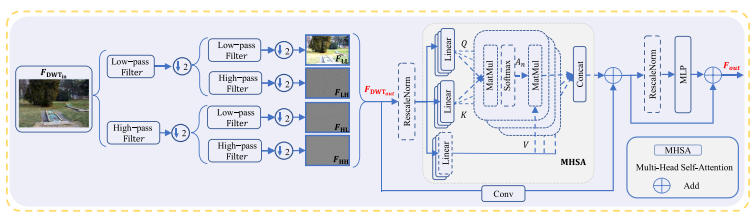 F_DWT_in
Low-pass
Filter
↓2
Low-pass
Filter
↓2
F_LL
High-pass
Filter
↓2
F_LH
High-pass
Filter
↓2
Low-pass
Filter
↓2
F_HL
High-pass
Filter
↓2
F_HH
F_DWT_out
RescaleNorm
Linear
Q
Linear
K
Linear
V
MatMul
Softmax
A_n
MatMul
Concat
MHSA
Conv
RescaleNorm
MLP
F_out
MHSA
Multi-Head Self-Attention
Add